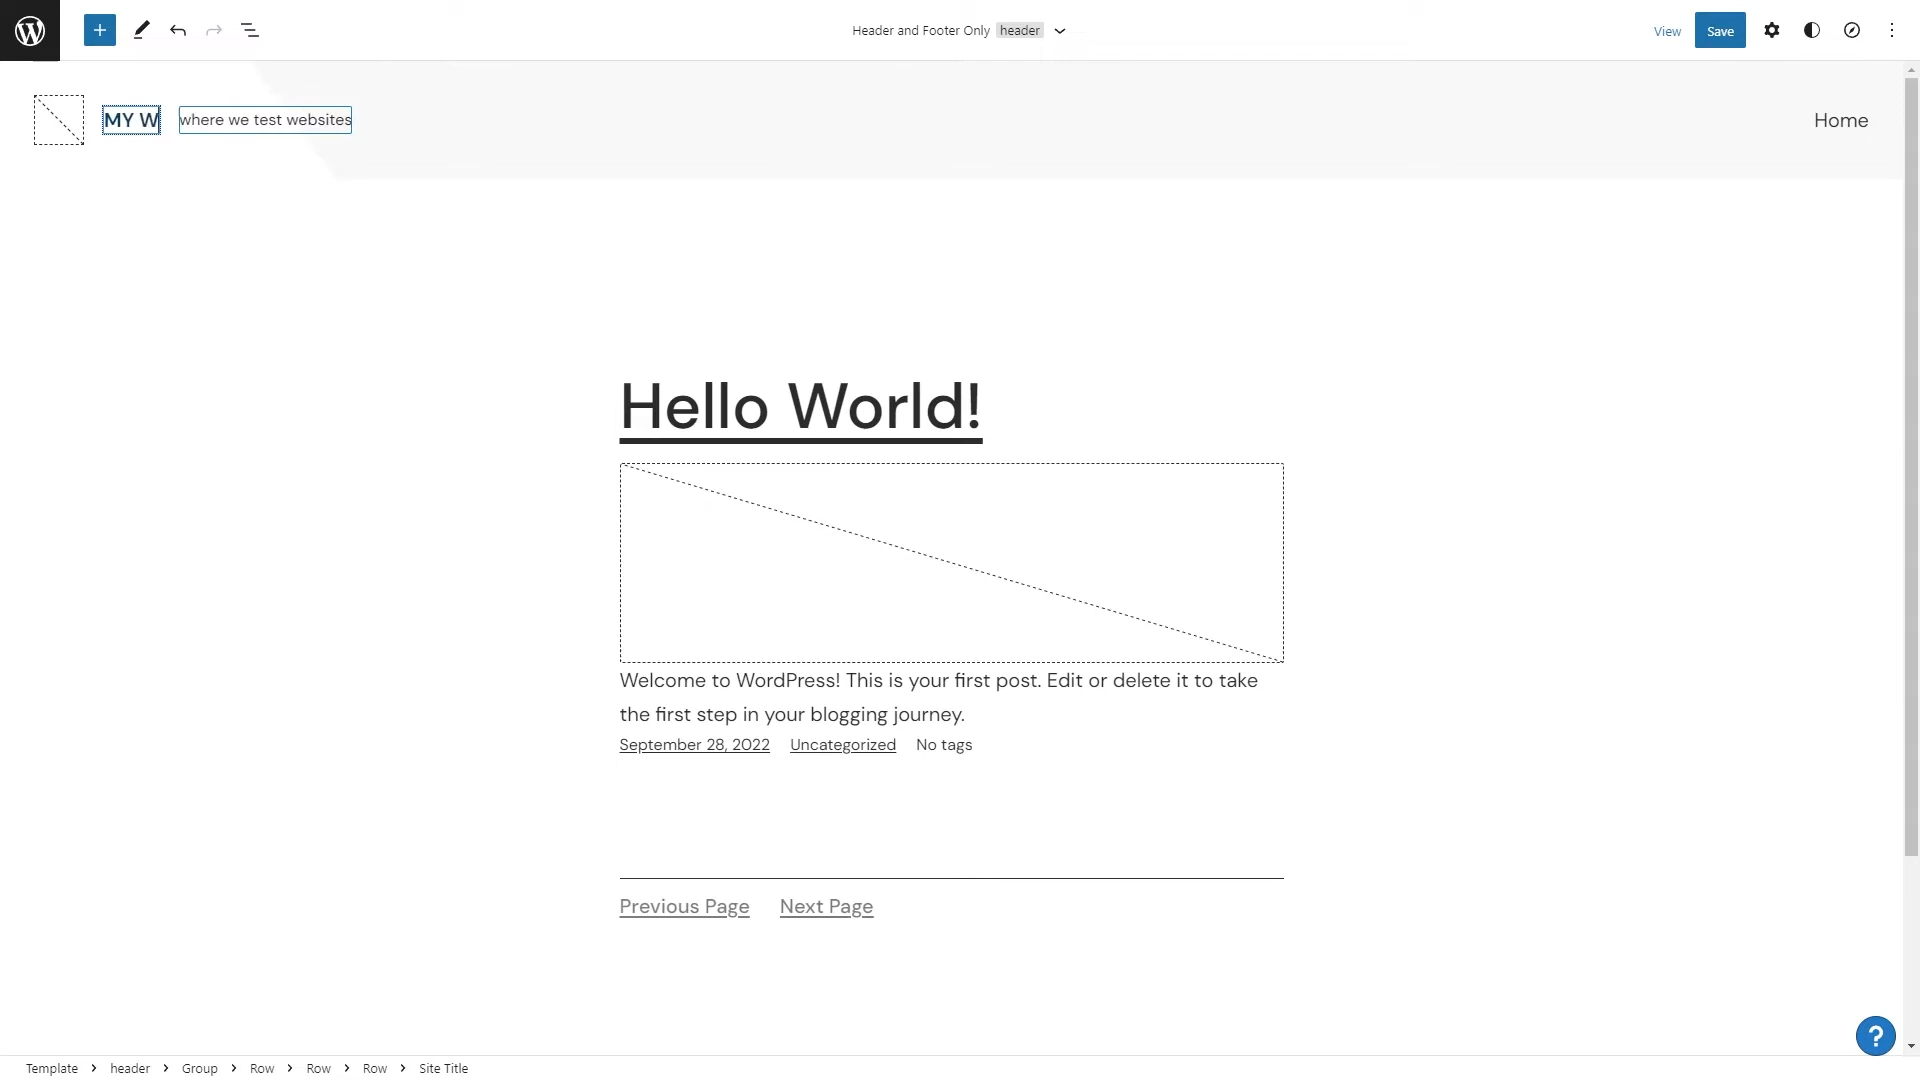 Header and Footer Only header
View
Save
MY W
where we test websites
Home
Hello World!
Welcome to WordPress! This is your first post. Edit or delete it to take
the first step in your blogging journey.
September 28, 2022 Uncategorized No tags
Previous Page Next Page
?
Template > header > Group > Row > Row > Row > Site Title